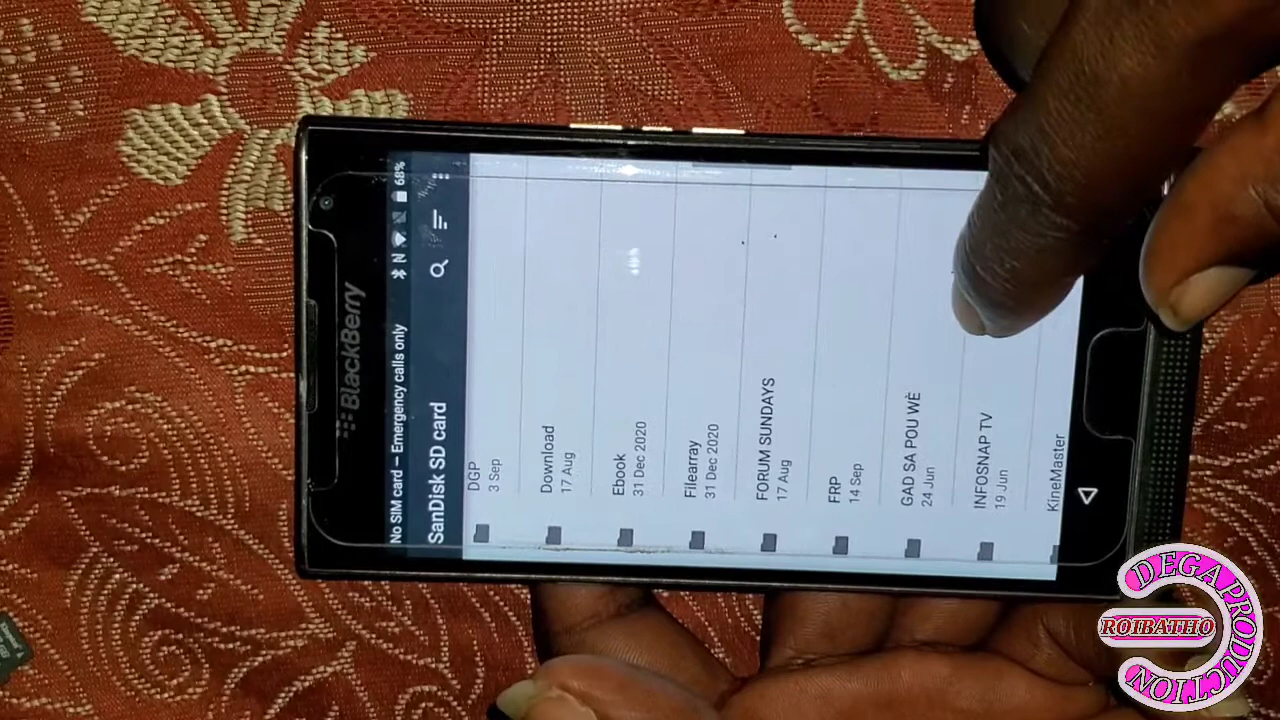 BlackBerry
No SIM card – Emergency calls only
N
68%
SanDisk SD card
DGP
3 Sep
Download
17 Aug
Ebook
31 Dec 2020
Filearray
31 Dec 2020
FORUM SUNDAYS
17 Aug
FRP
14 Sep
GAD SA POU WÈ
24 Jun
INFOSNAP TV
19 Jun
KineMaster
DEGA PRODUCTION
ROIBATHO